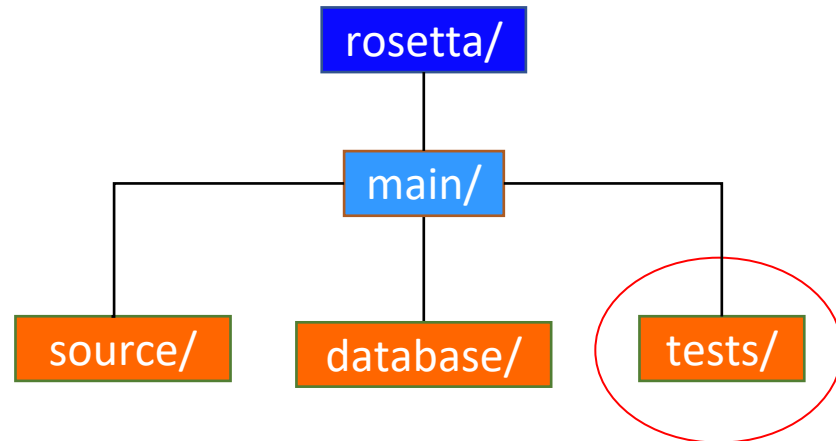 rosetta/
main/
source/
database/
tests/